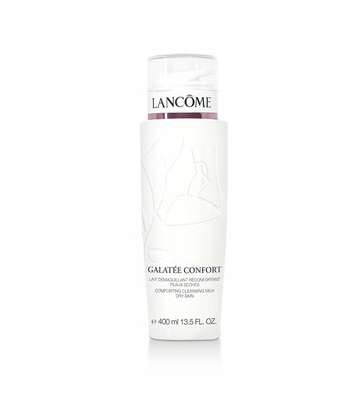 LANCÔME
GALATÉE CONFORT
LAIT DÉMAQUILLANT RÉCONFORTANT
PEAUX SÈCHES
COMFORTING CLEANSING MILK
DRY SKIN
℮ 400 ml 13.5 FL. OZ.